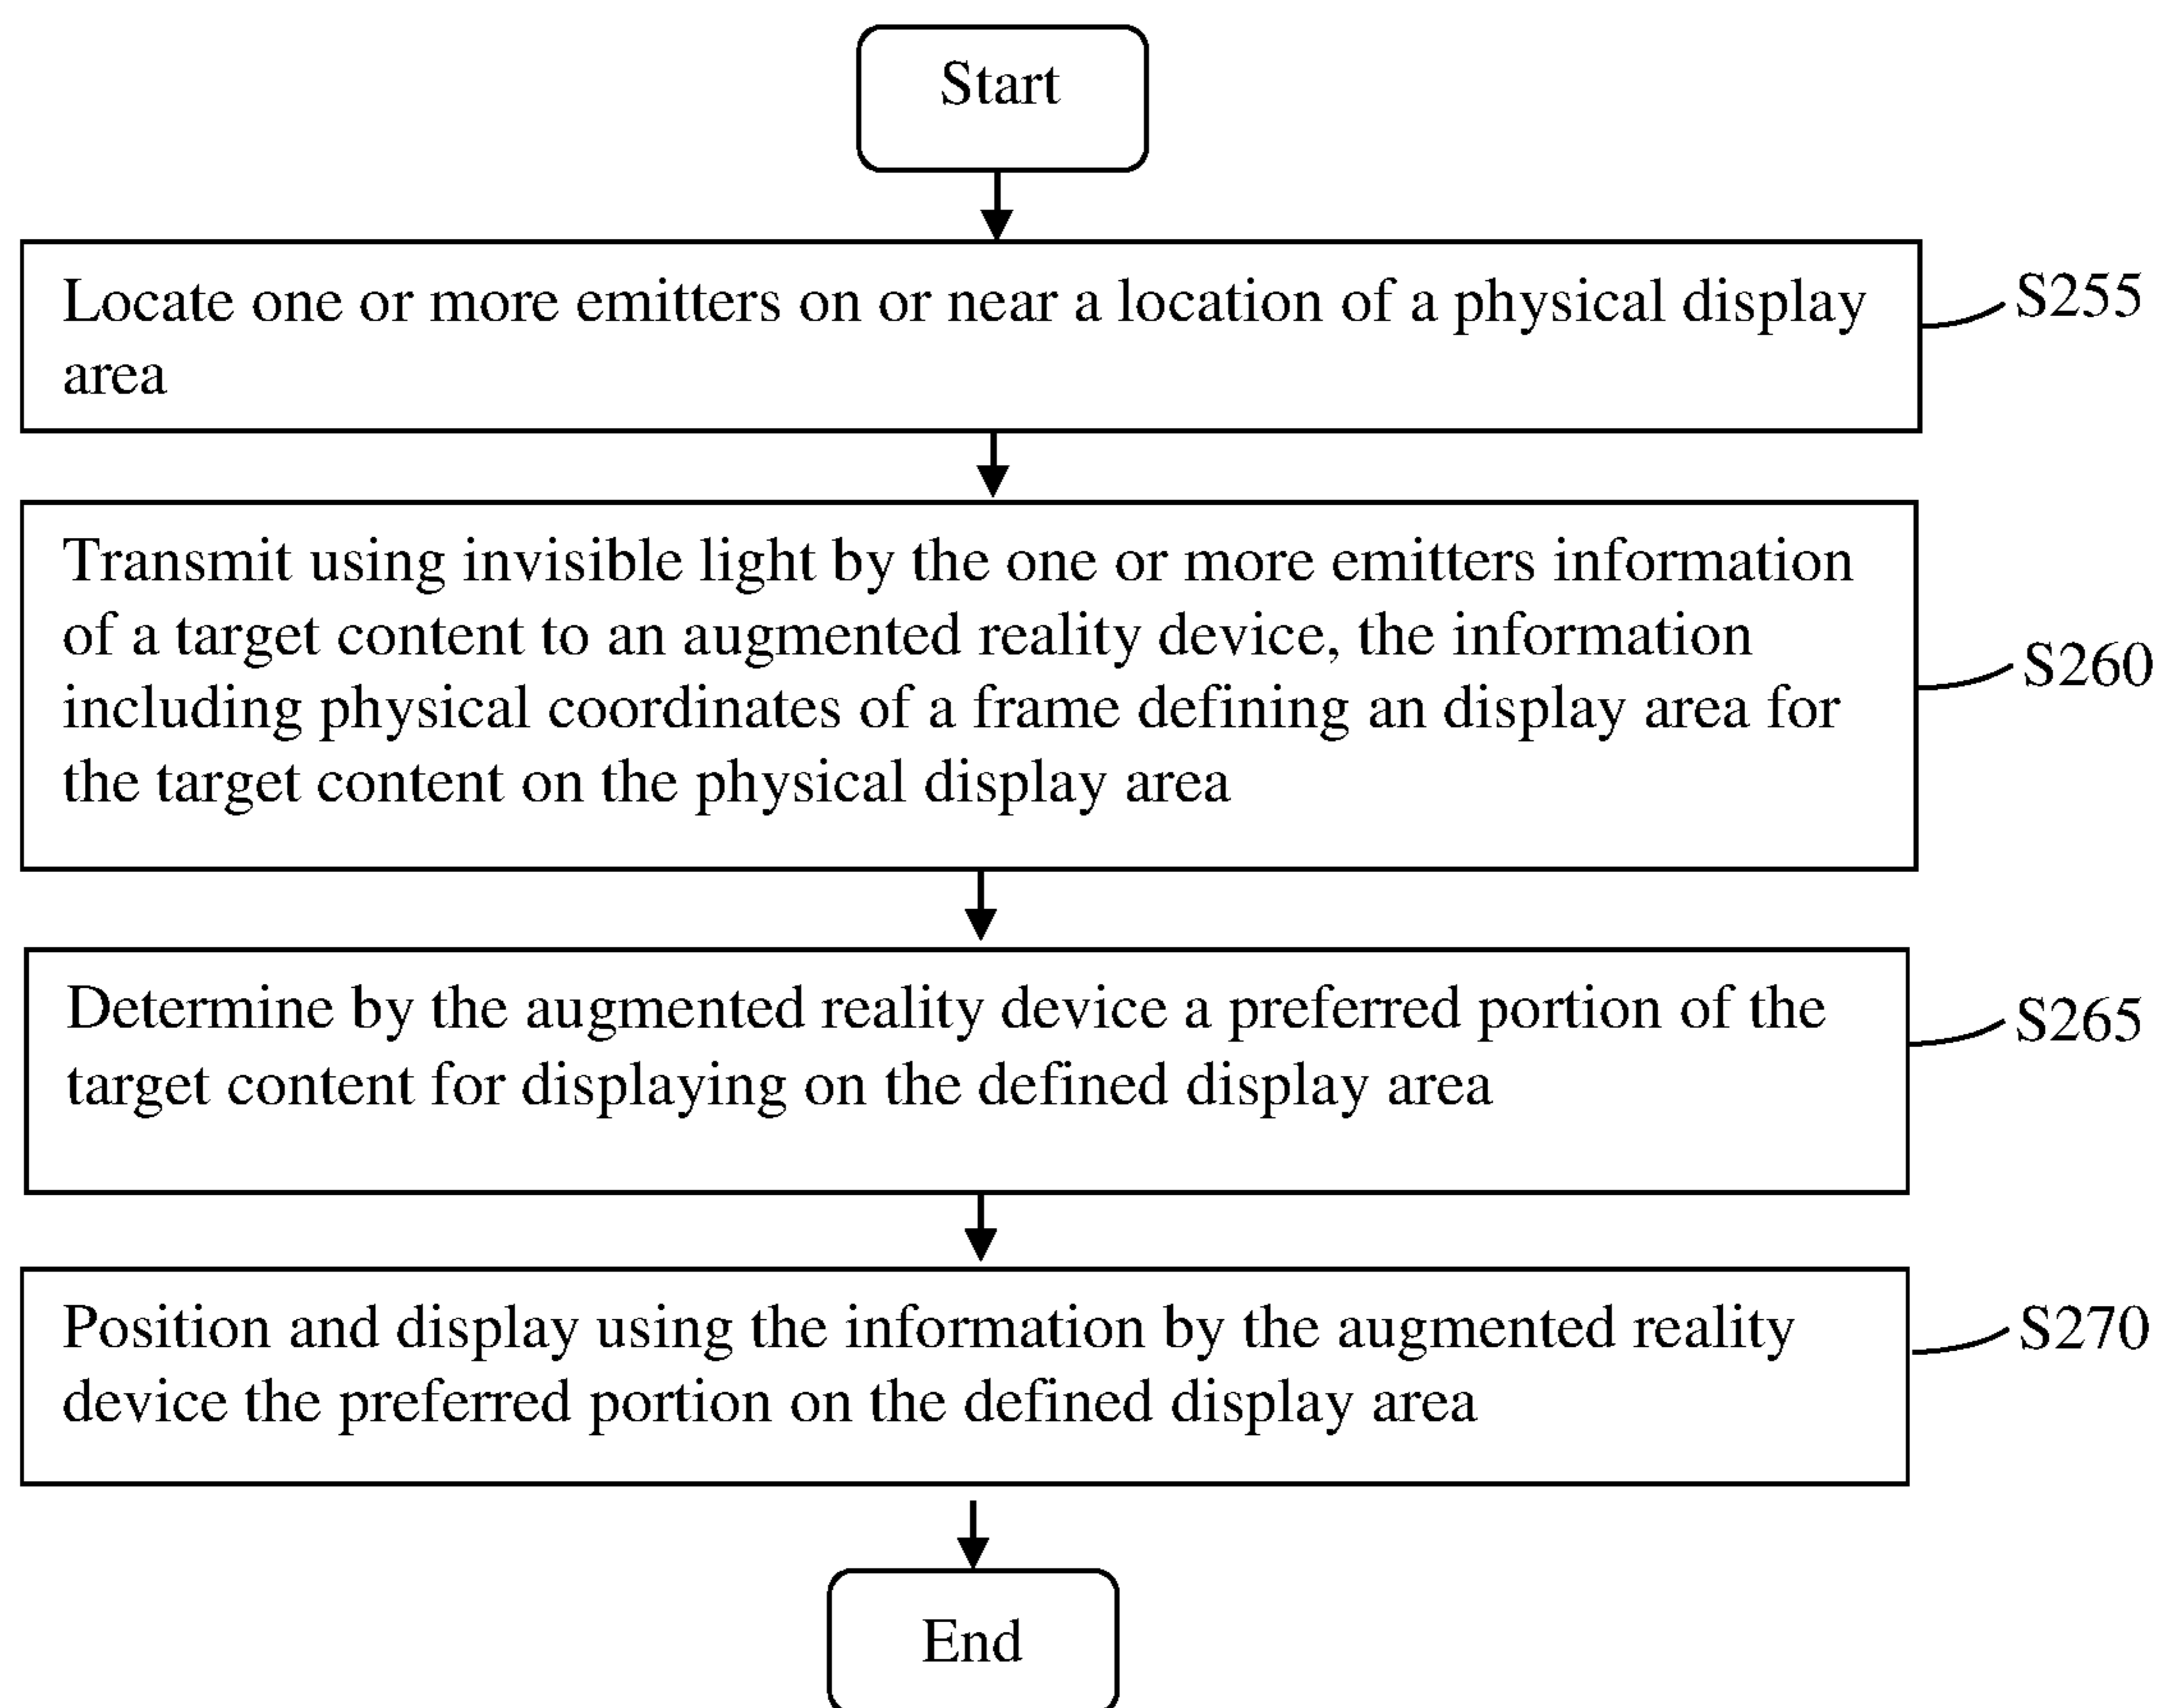 Start
Locate one or more emitters on or near a location of a physical display
area
S255
Transmit using invisible light by the one or more emitters information
of a target content to an augmented reality device, the information
including physical coordinates of a frame defining an display area for
the target content on the physical display area
S260
Determine by the augmented reality device a preferred portion of the
target content for displaying on the defined display area
S265
Position and display using the information by the augmented reality
device the preferred portion on the defined display area
S270
End